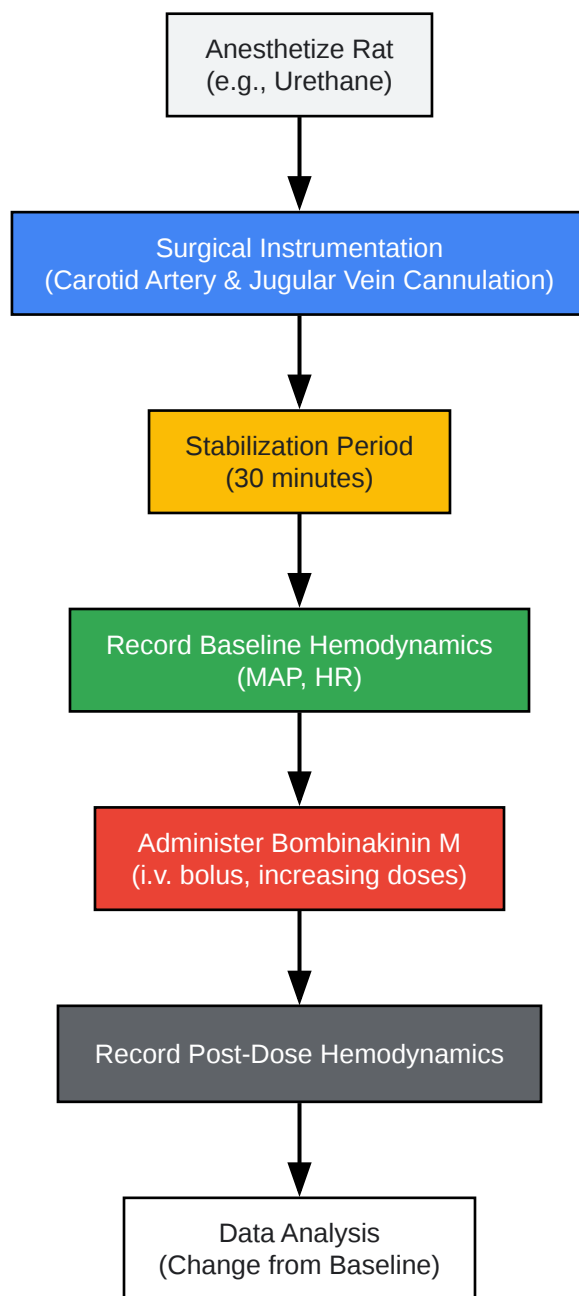 Anesthetize Rat
(e.g., Urethane)
Surgical Instrumentation
(Carotid Artery & Jugular Vein Cannulation)
Stabilization Period
(30 minutes)
Record Baseline Hemodynamics
(MAP, HR)
Administer Bombinakinin M
(i.v. bolus, increasing doses)
Record Post-Dose Hemodynamics
Data Analysis
(Change from Baseline)